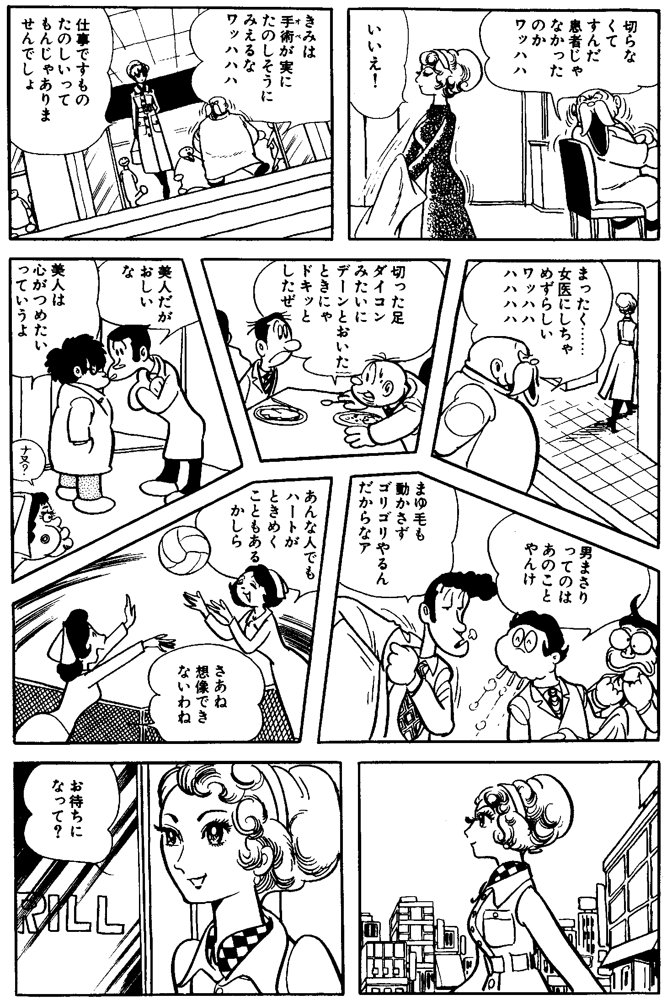 切らな
くて
すんだ
患者じゃ
なかった
のか
ワッハハ
いいえ!
きみは
手術が実に
オペ
たのしそうに
みえるな
ワッハハハ
仕事ですもの
たのしいって
もんじゃありま
せんでしょ
まったく……
女医にしちゃ
めずらしい
ワッハハ
ハハハハ
切った足
ダイコン
みたいに
デーンとおいた
ときにゃ
ドキッと
したぜ
美人だが
おしい
な
美人は
心がつめたい
っていうよ
ナヌ?
男まさり
ってのは
あのこと
やんけ
まゆ毛も
動かさず
ゴリゴリやるん
だからなア
あんな人でも
ハートが
ときめく
こともある
かしら
さあね
想像でき
ないわね
お待ちに
なって?
RILL